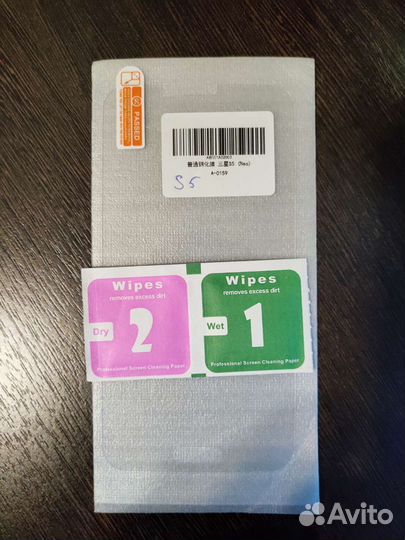 PASSED
普通钢化膜 三星S5 (Neo)
A-0159
S5
Wipes
removes excess dirt
Dry
2
Professional Screen Cleaning Paper
Wipes
removes excess dirt
Wet
1
Professional Screen Cleaning Paper
Avito